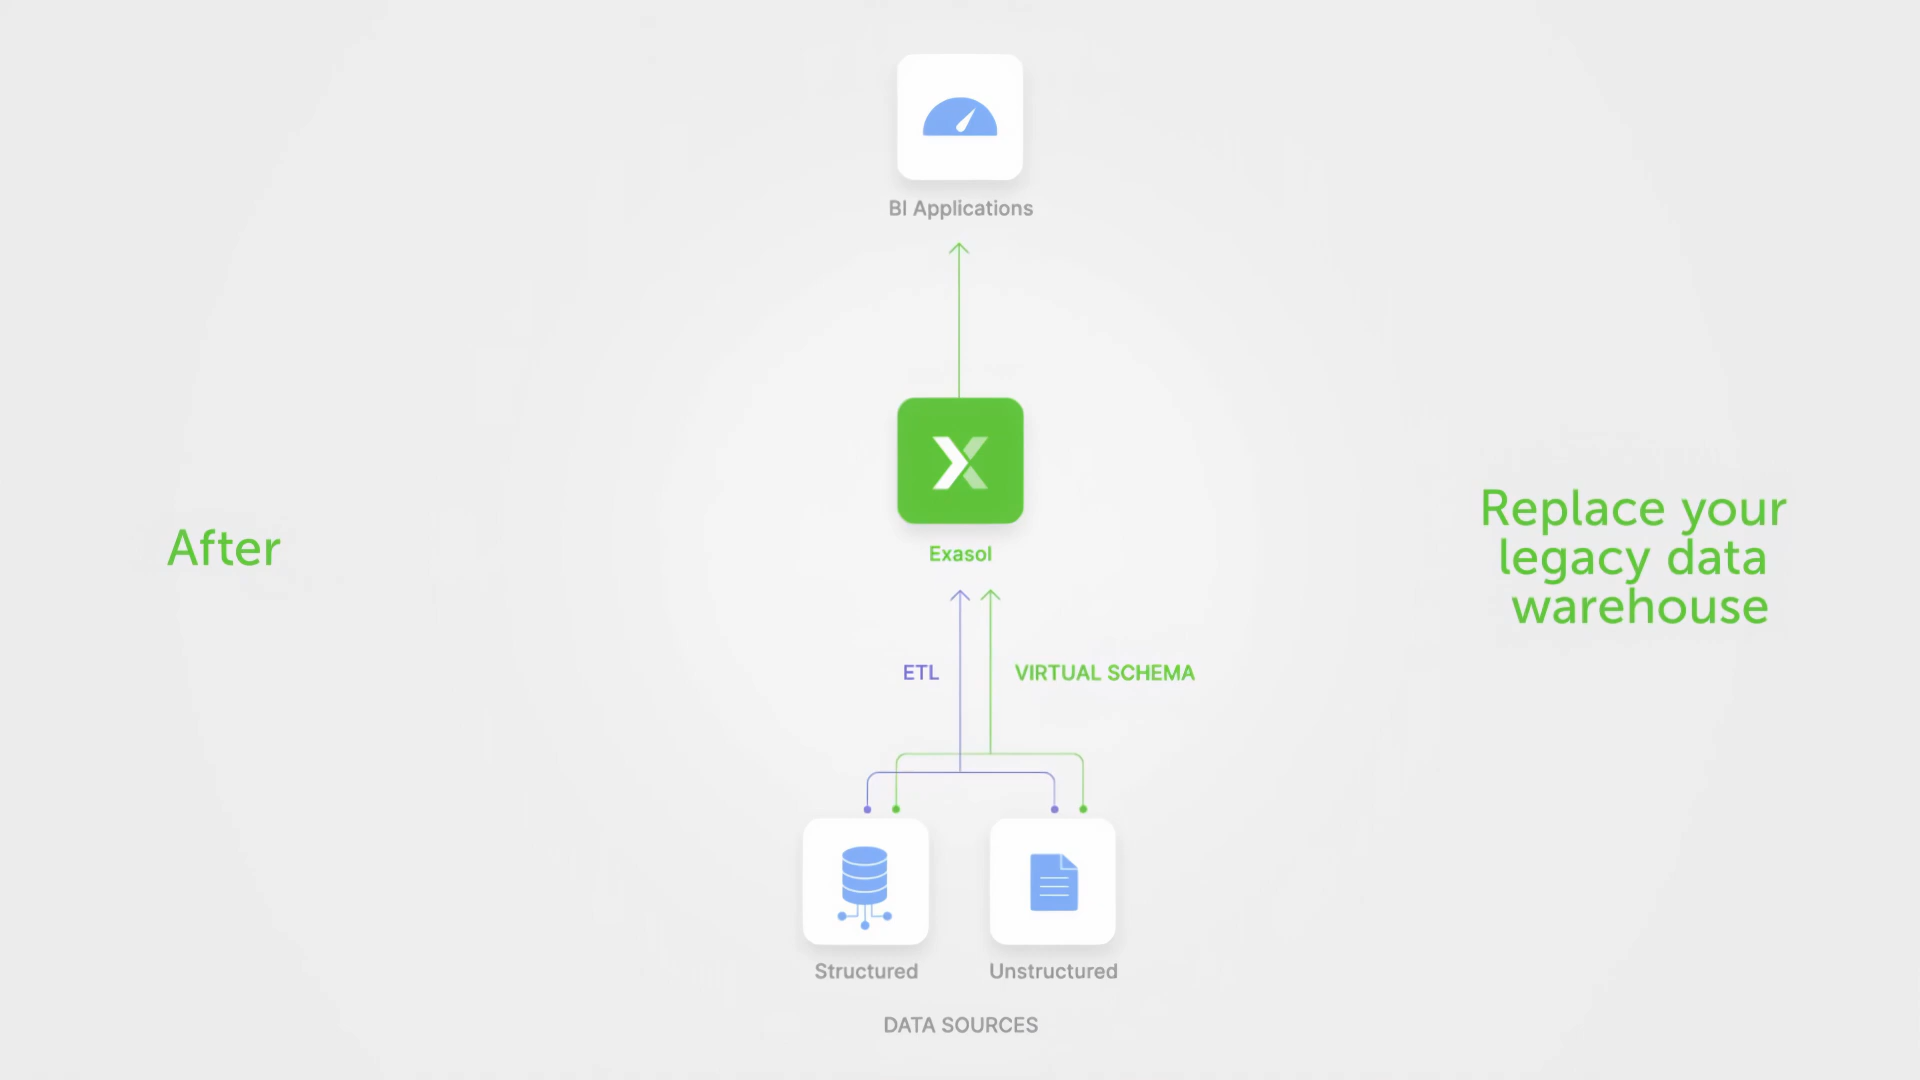 BI Applications
After
Exasol
Replace your
legacy data
warehouse
ETL
VIRTUAL SCHEMA
Structured
Unstructured
DATA SOURCES